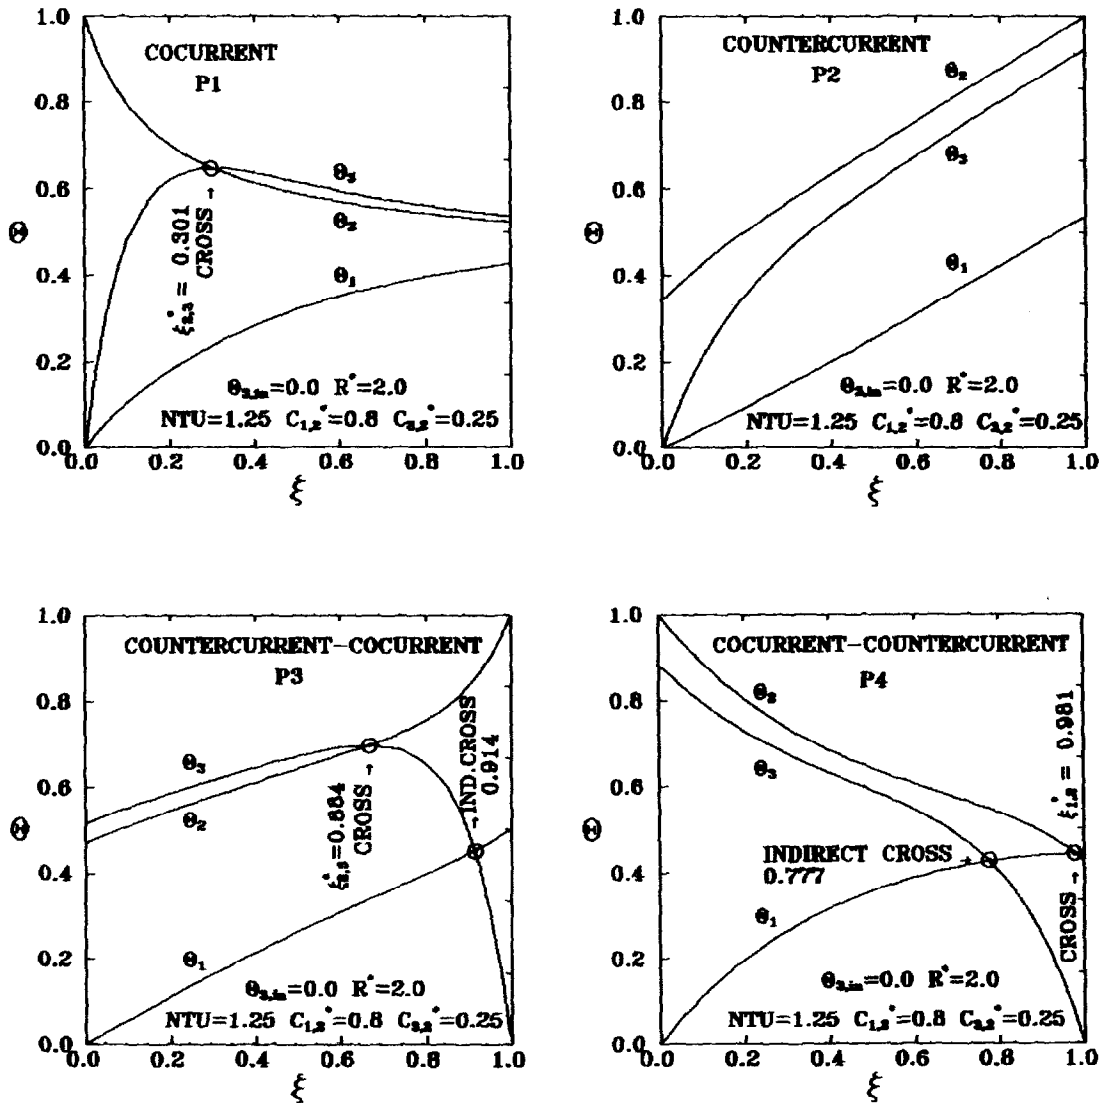 1.0
COCURRENT
P1
0.8
0.6
Θ
0.4
0.2
0.0
Θ₃
Θ₂
Θ₁
ξ*₂,₃ = 0.301
CROSS→
Θ₃,ᵢₙ=0.0 R*=2.0
NTU=1.25 C₁,₂*=0.8 C₃,₂*=0.25
0.0 0.2 0.4 0.6 0.8 1.0
ξ
1.0
COUNTERCURRENT
P2
0.8
0.6
Θ
0.4
0.2
0.0
Θ₂
Θ₃
Θ₁
Θ₃,ᵢₙ=0.0 R*=2.0
NTU=1.25 C₁,₂*=0.8 C₃,₂*=0.25
0.0 0.2 0.4 0.6 0.8 1.0
ξ
1.0
COUNTERCURRENT-COCURRENT
P3
0.8
0.6
Θ
0.4
0.2
0.0
Θ₃
Θ₂
Θ₁
ξ*₂,₃=0.664
CROSS →
→IND.CROSS
0.914
Θ₃,ᵢₙ=0.0 R*=2.0
NTU=1.25 C₁,₂*=0.8 C₃,₂*=0.25
0.0 0.2 0.4 0.6 0.8 1.0
ξ
1.0
COCURRENT-COUNTERCURRENT
P4
0.8
0.6
Θ
0.4
0.2
0.0
Θ₂
Θ₃
Θ₁
ξ*₁,₂ = 0.981
CROSS→
INDIRECT CROSS →
0.777
Θ₃,ᵢₙ=0.0 R*=2.0
NTU=1.25 C₁,₂*=0.8 C₃,₂*=0.25
0.0 0.2 0.4 0.6 0.8 1.0
ξ